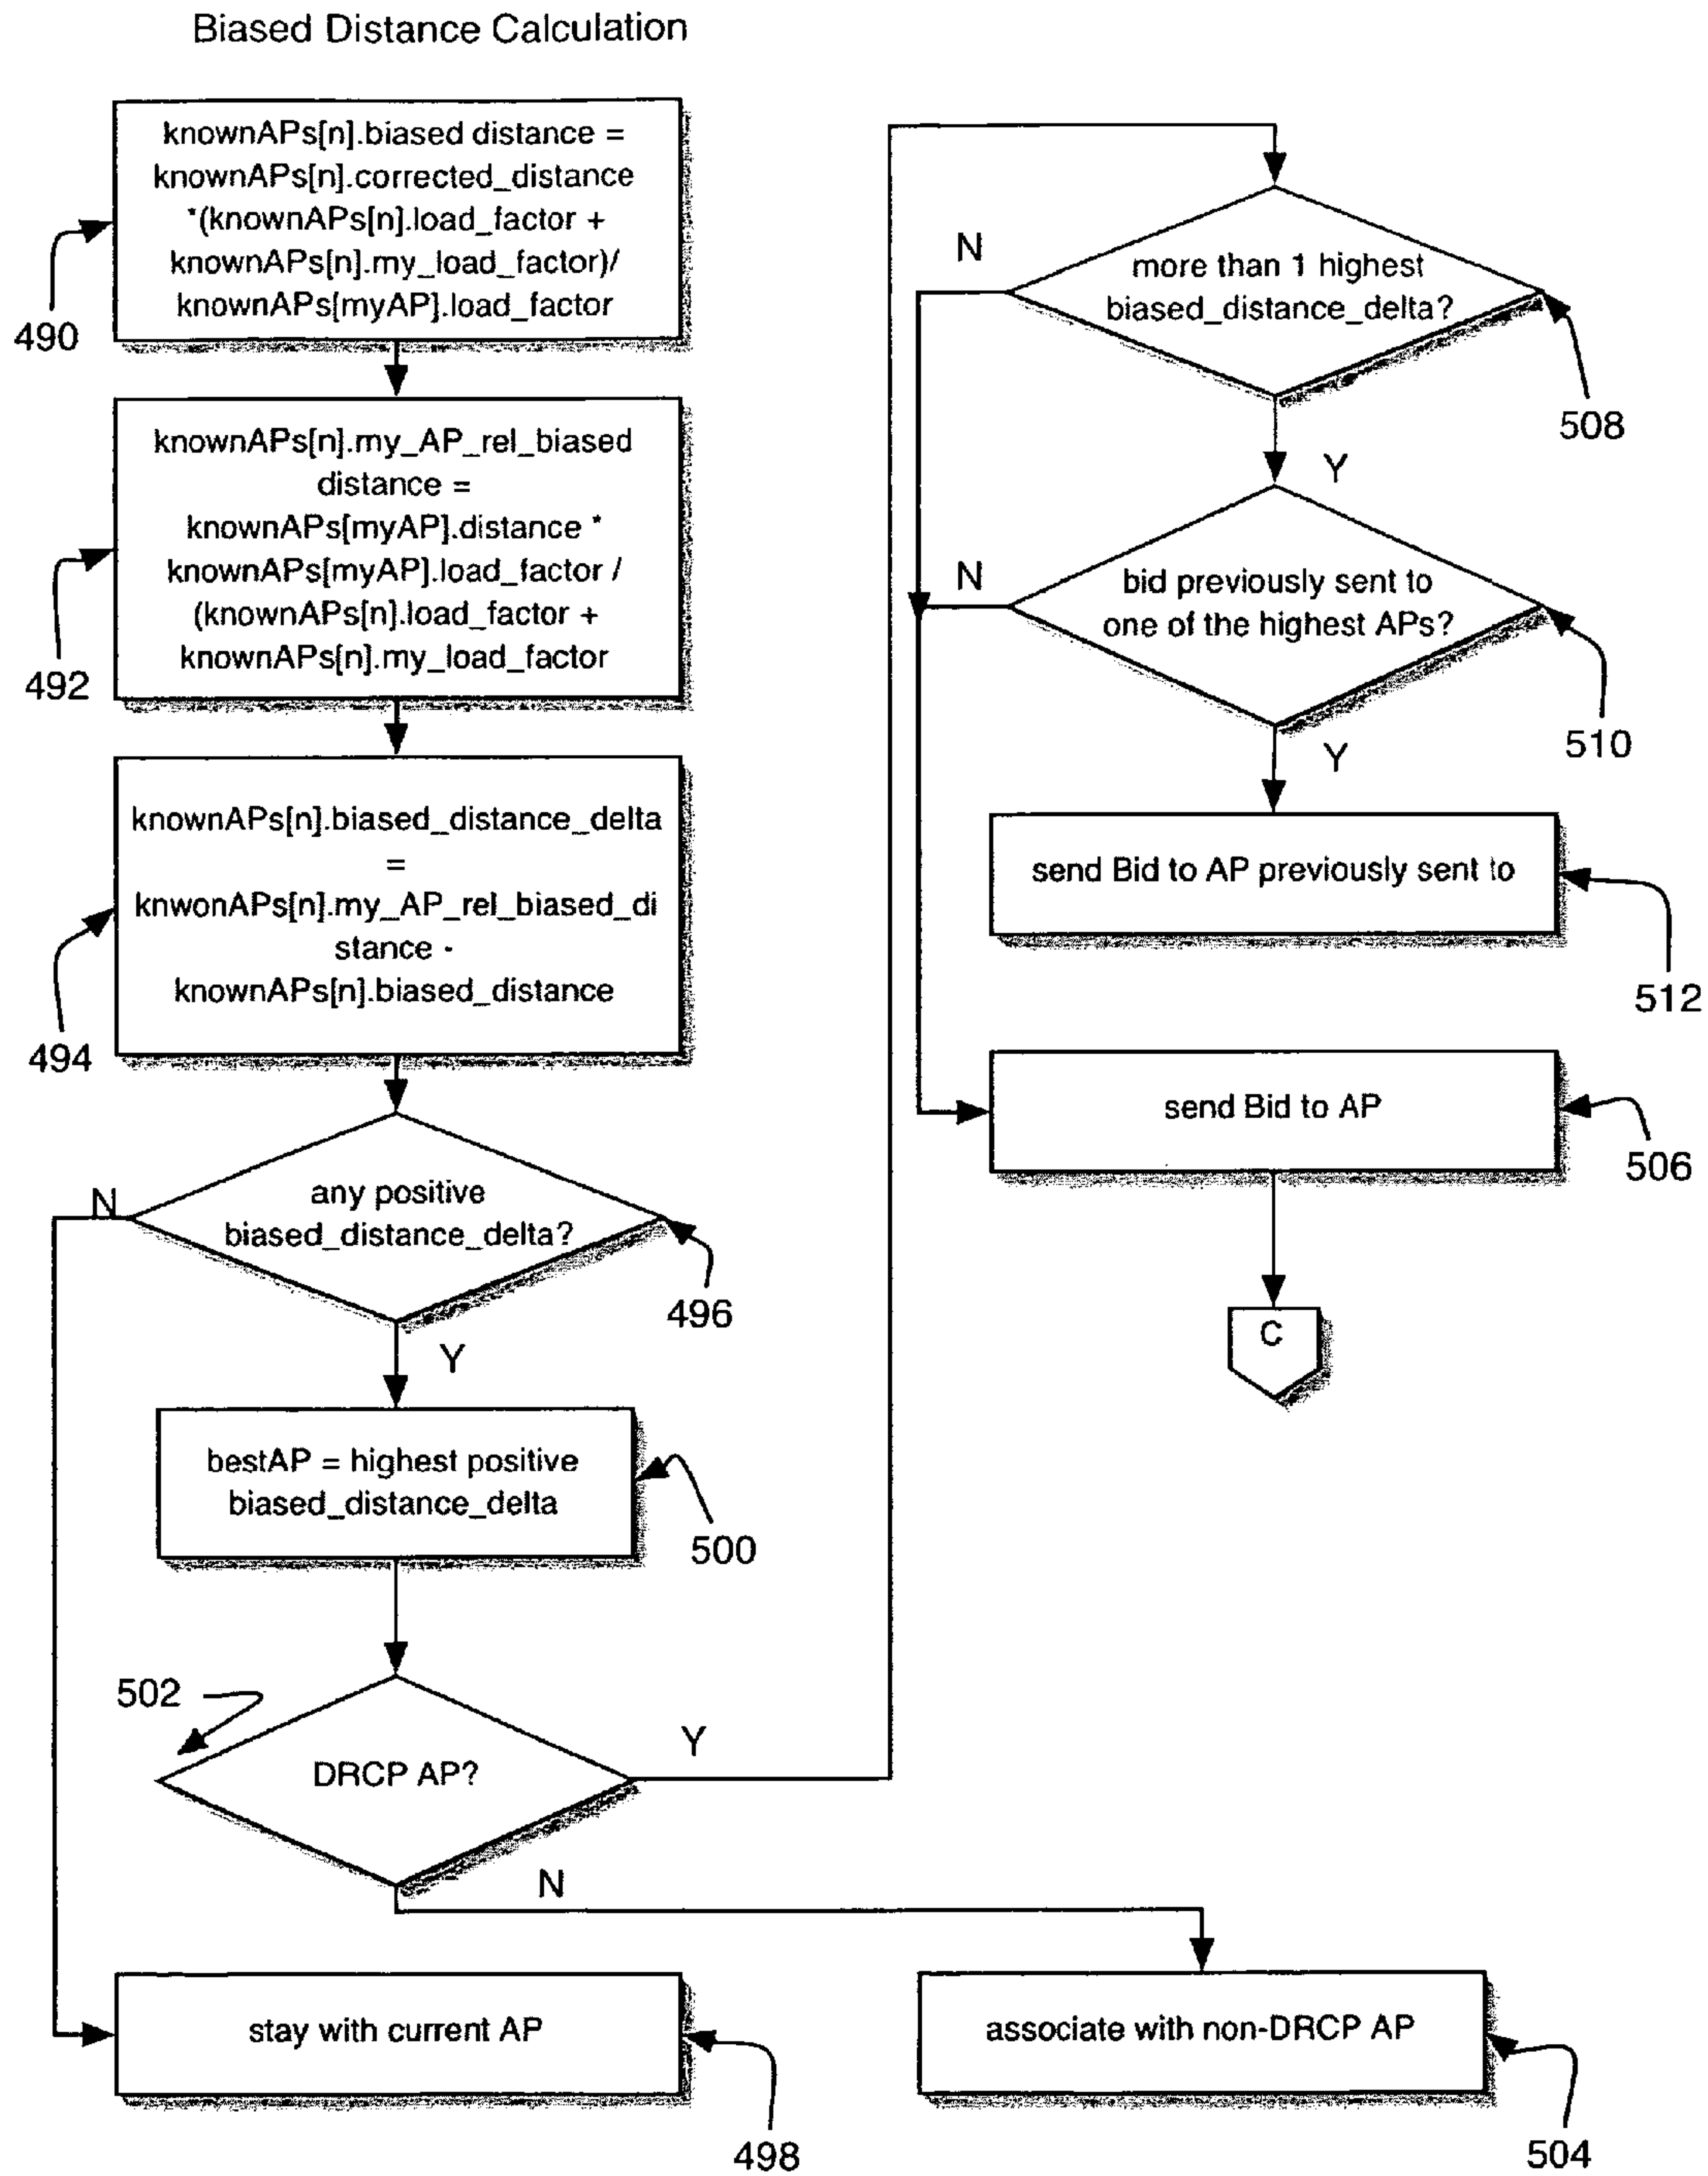 Biased Distance Calculation
knownAPs[n].biased distance =
knownAPs[n].corrected_distance
*(knownAPs[n].load_factor +
knownAPs[n].my_load_factor)/
knownAPs[myAP].load_factor
490
knownAPs[n].my_AP_rel_biased
distance =
knownAPs[myAP].distance *
knownAPs[myAP].load_factor /
(knownAPs[n].load_factor +
knownAPs[n].my_load_factor
492
knownAPs[n].biased_distance_delta
=
knwonAPs[n].my_AP_rel_biased_di
stance -
knownAPs[n].biased_distance
494
N
any positive
biased_distance_delta?
496
Y
bestAP = highest positive
biased_distance_delta
500
502
DRCP AP?
Y
N
stay with current AP
498
associate with non-DRCP AP
504
N
more than 1 highest
biased_distance_delta?
508
Y
N
bid previously sent to
one of the highest APs?
510
Y
send Bid to AP previously sent to
512
send Bid to AP
506
C